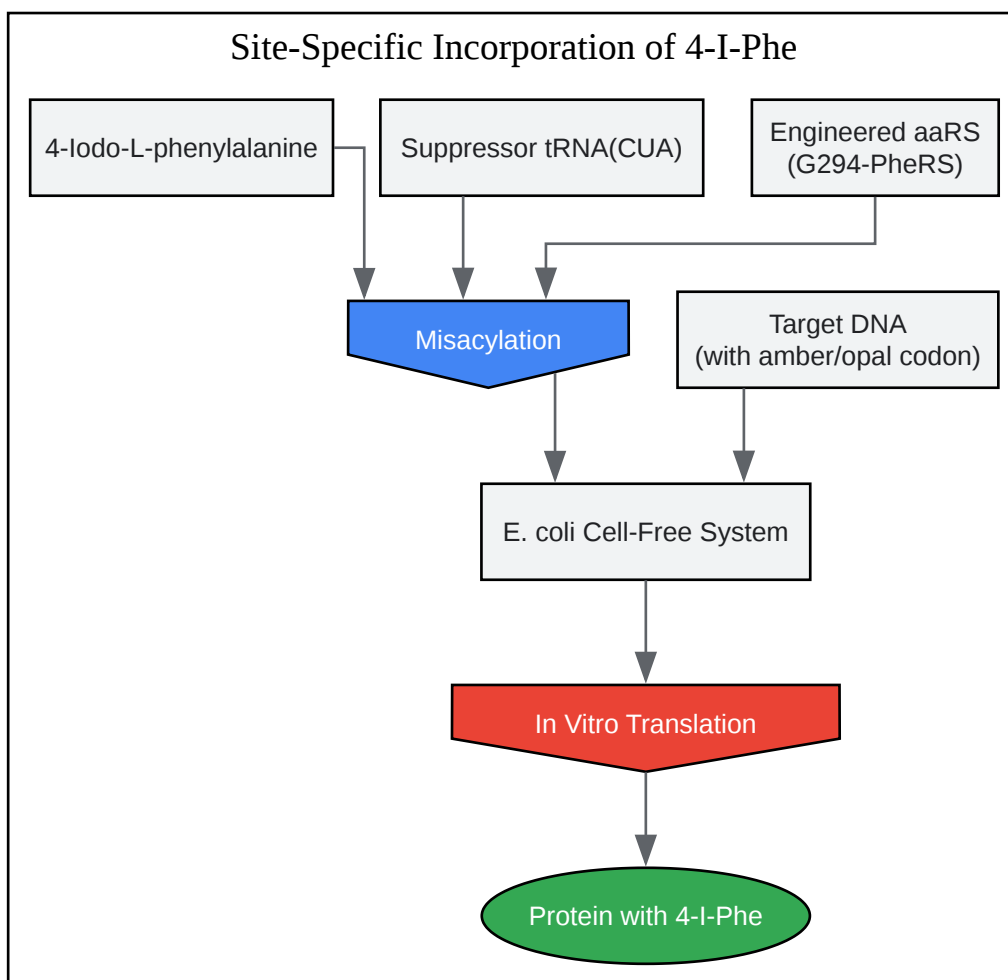 Site-Specific Incorporation of 4-I-Phe
4-Iodo-L-phenylalanine
Suppressor tRNA(CUA)
Engineered aaRS
(G294-PheRS)
Misacylation
Target DNA
(with amber/opal codon)
E. coli Cell-Free System
In Vitro Translation
Protein with 4-I-Phe